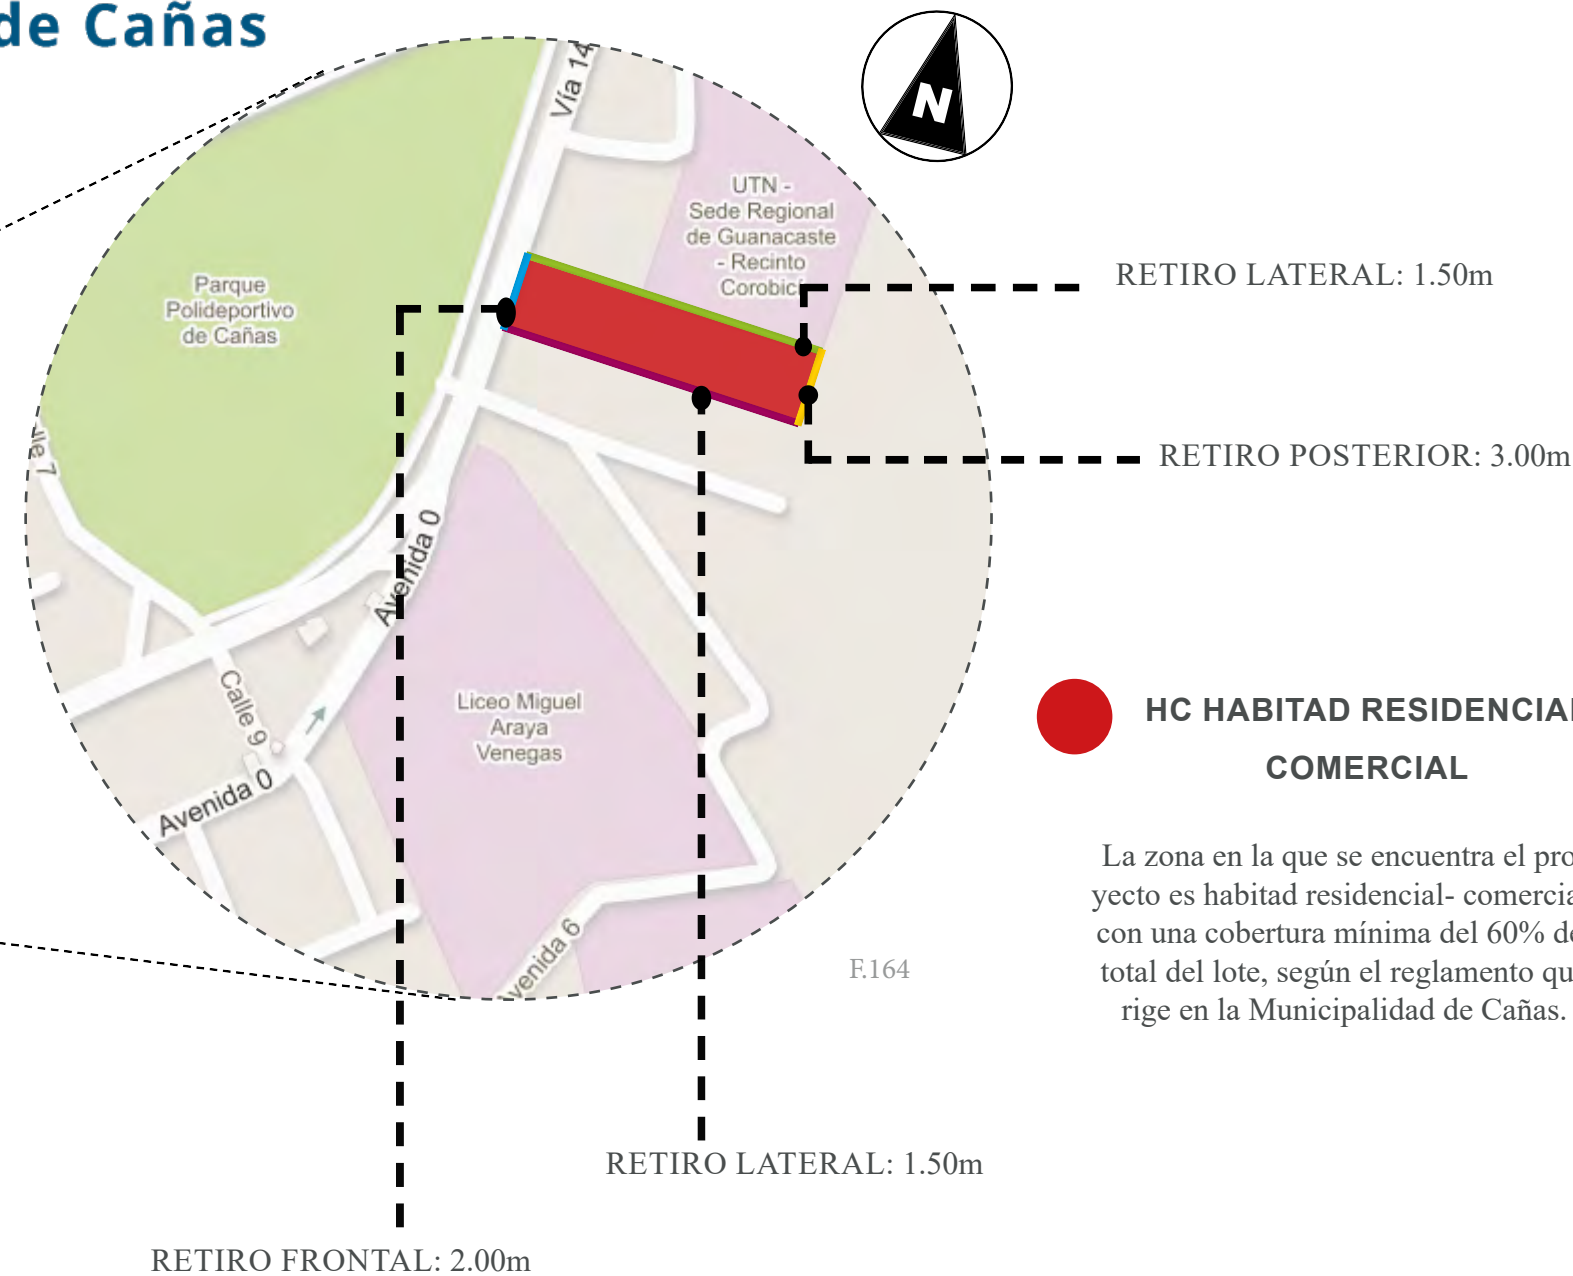 de Cañas
Vía 14
N
UTN -
Sede Regional
de Guanacaste
- Recinto
Parque
Polideportivo
de Cañas
RETIRO LATERAL: 1.50m
RETIRO POSTERIOR: 3.00m
lle 7
Avenida 0
Calle 9
Liceo Miguel
Araya
Venegas
Avenida 0
HC HABITAD RESIDENCIAL
COMERCIAL
La zona en la que se encuentra el pro
yecto es habitad residencial- comercia
con una cobertura mínima del 60% de
total del lote, según el reglamento qu
rige en la Municipalidad de Cañas.
venida 6
F.164
RETIRO LATERAL: 1.50m
RETIRO FRONTAL: 2.00m